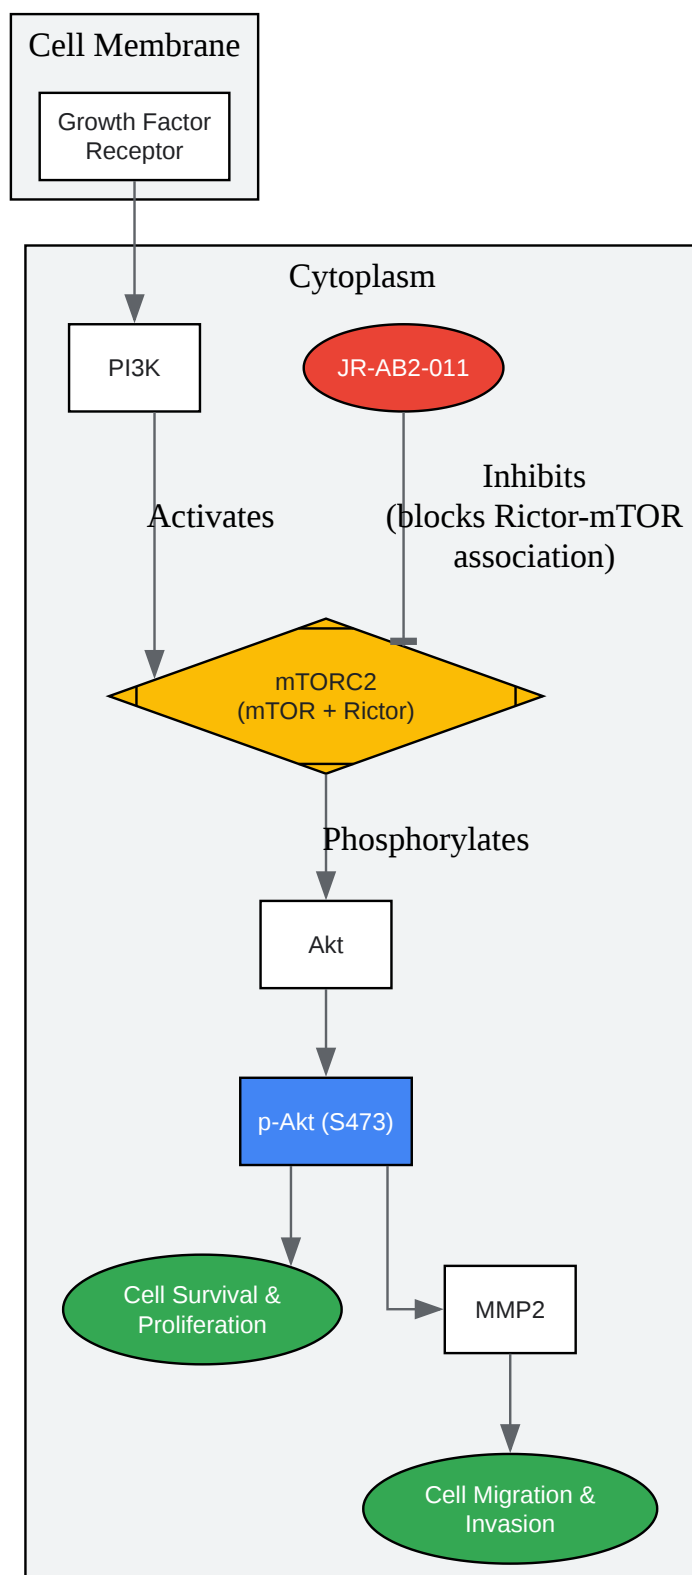 Cell Membrane
Growth Factor
Receptor
Cytoplasm
PI3K
JR-AB2-011
Activates
Inhibits
(blocks Rictor-mTOR
association)
mTORC2
(mTOR + Rictor)
Phosphorylates
Akt
p-Akt (S473)
Cell Survival &
Proliferation
MMP2
Cell Migration &
Invasion